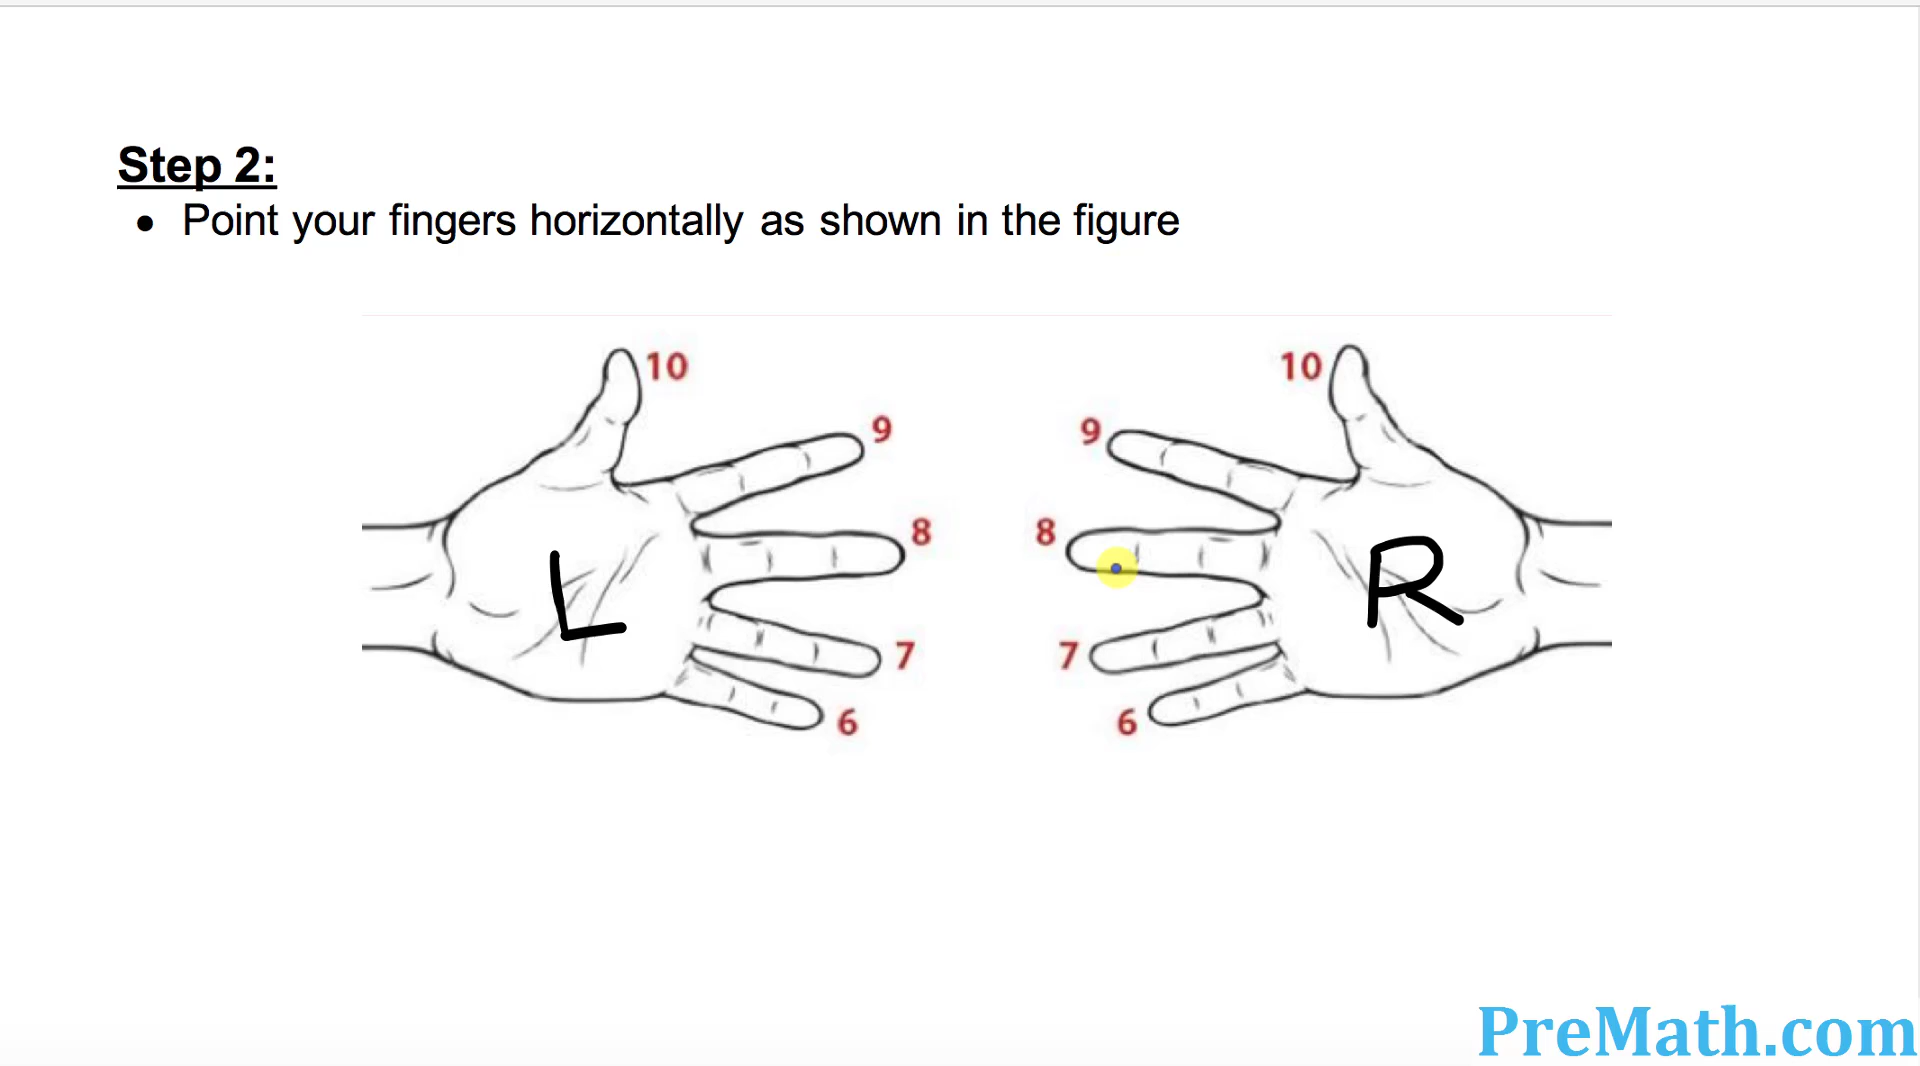 Step 2:
• Point your fingers horizontally as shown in the figure
10 10
9 9
8 8
L R
7 7
6 6
PreMath.com